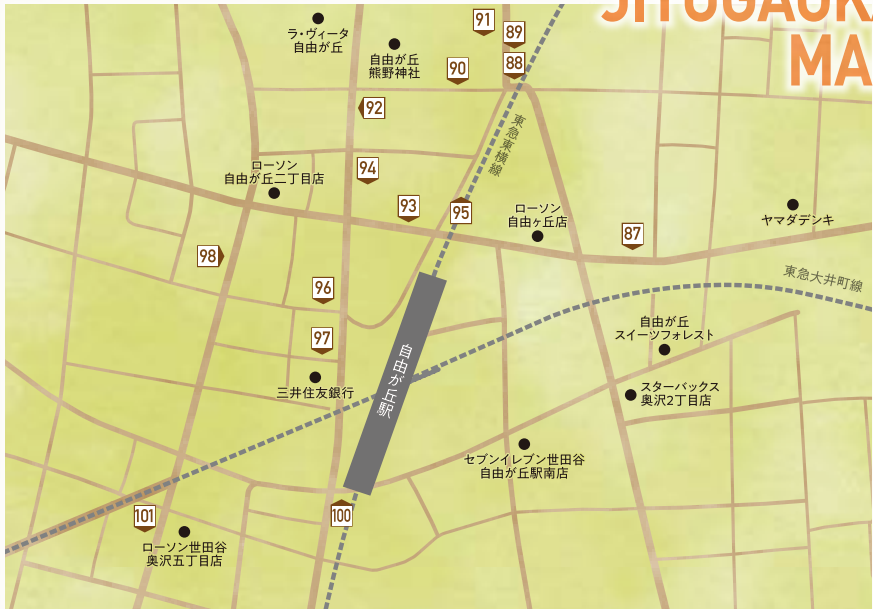 JIYUGAOKA
MA
91
89
ラ・ヴィータ
自由が丘
自由が丘
熊野神社
90
88
92
東急東横線
94
ローソン
自由が丘二丁目店
93
95
ローソン
自由ヶ丘店
87
ヤマダデンキ
98
東急大井町線
96
97
自由が丘
スイーツフォレスト
自由が丘駅
三井住友銀行
スターバックス
奥沢2丁目店
セブンイレブン世田谷
自由が丘駅南店
101
100
ローソン世田谷
奥沢五丁目店